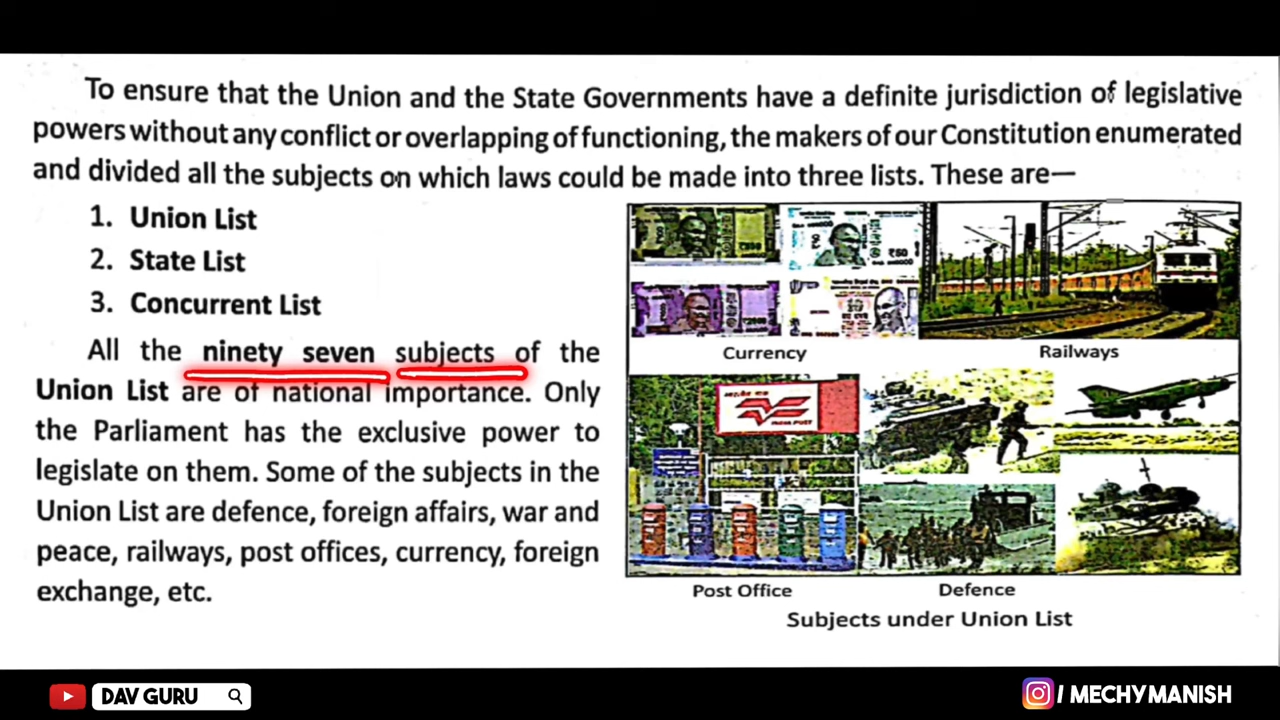 To ensure that the Union and the State Governments have a definite jurisdiction of legislative
powers without any conflict or overlapping of functioning, the makers of our Constitution enumerated
and divided all the subjects on which laws could be made into three lists. These are—
1. Union List
2. State List
3. Concurrent List
All the ninety seven subjects of the
Union List are of national importance. Only
the Parliament has the exclusive power to
legislate on them. Some of the subjects in the
Union List are defence, foreign affairs, war and
peace, railways, post offices, currency, foreign
exchange, etc.
₹50
Currency
Railways
INDIA POST
Post Office
Defence
Subjects under Union List
DAV GURU
/ MECHYMANISH